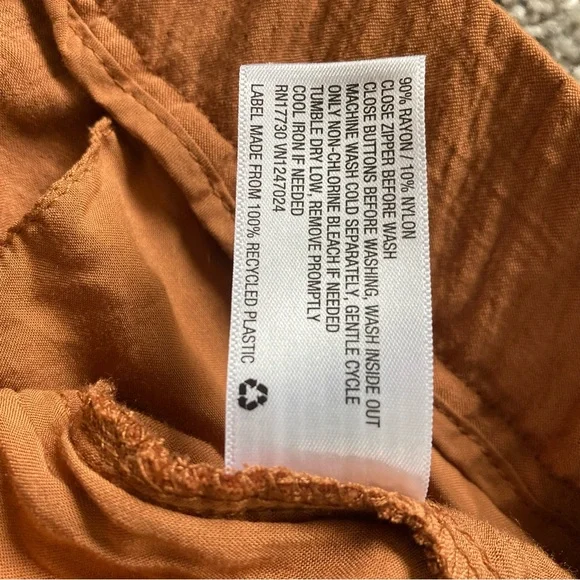 90% RAYON / 10% NYLON
CLOSE ZIPPER BEFORE WASH
CLOSE BUTTONS BEFORE WASHING, WASH INSIDE OUT
MACHINE WASH COLD SEPARATELY, GENTLE CYCLE
ONLY NON-CHLORINE BLEACH IF NEEDED
TUMBLE DRY LOW, REMOVE PROMPTLY
COOL IRON IF NEEDED
RN17730 VN1247024
LABEL MADE FROM 100% RECYCLED PLASTIC